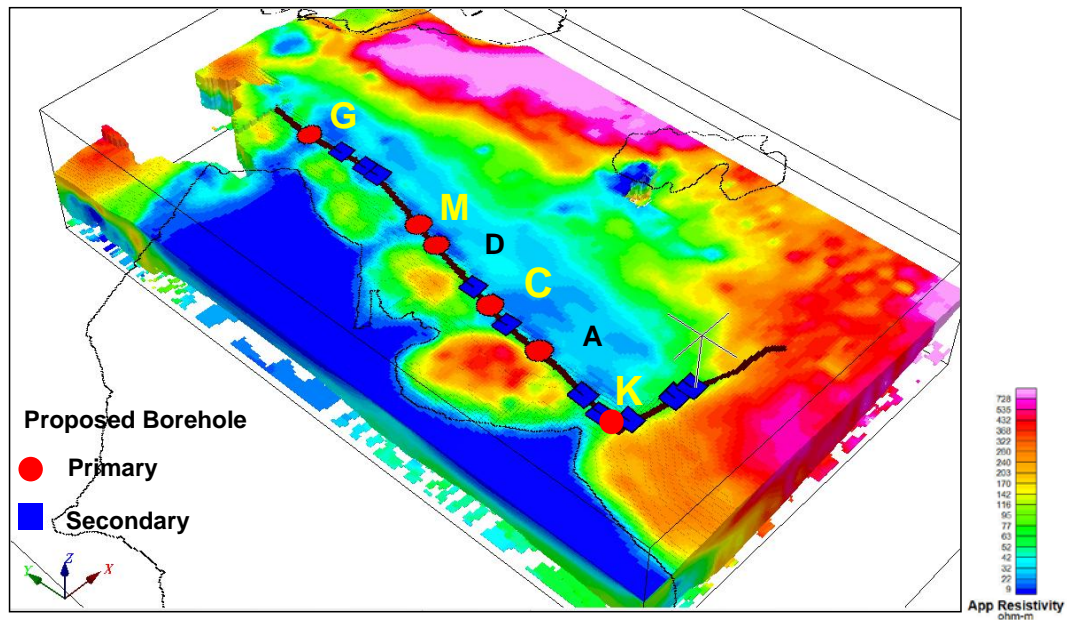 G
M
D
C
A
K
Proposed Borehole
Primary
Secondary
Z
Y
X
728
535
432
368
322
280
240
203
170
142
116
95
77
63
52
42
32
22
9
App Resistivity
ohm-m